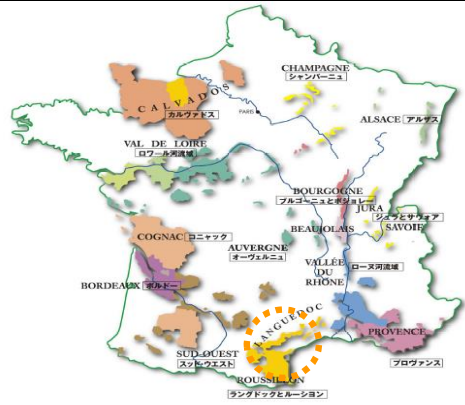 CHAMPAGNE
シャンパーニュ
CALVADOS
カルヴァドス
PARIS
ALSACE アルザス
VAL DE LOIRE
ロワール河流域
BOURGOGNE
ブルゴーニュとボジョレー
JURA
ジュラとサヴォア
SAVOIE
BEAUJOLAIS
COGNAC コニャック
AUVERGNE
オーヴェルニュ
VALLÉE
DU
RHÔNE
ローヌ河流域
BORDEAUX ボルドー
LANGUEDOC
PROVENCE
プロヴァンス
SUD-OUEST
スッド・ウエスト
ROUSSILLON
ラングドックとルーション